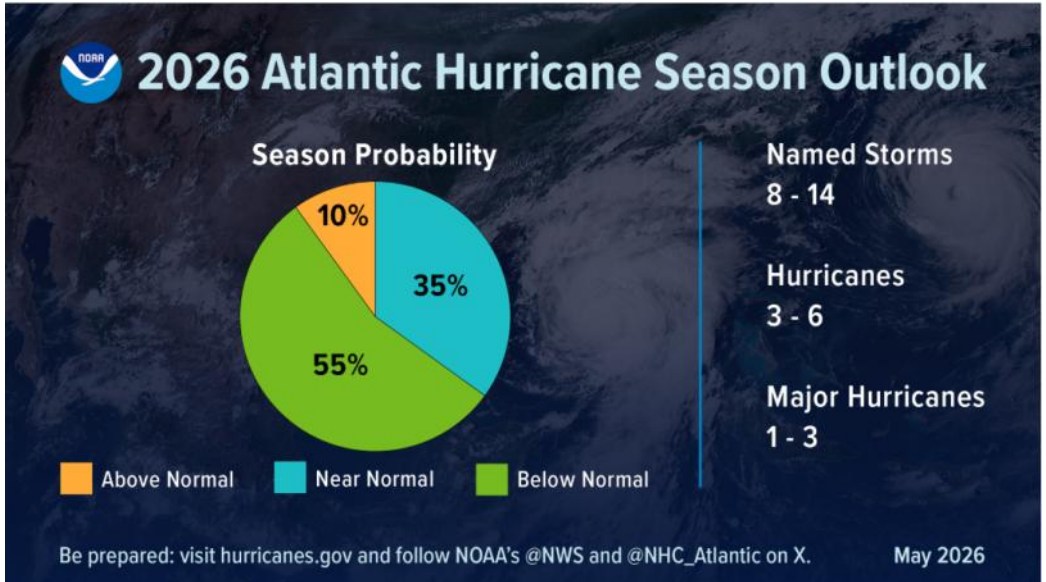 NOAA
2026 Atlantic Hurricane Season Outlook
Season Probability
10%
35%
55%
Above Normal
Near Normal
Below Normal
Named Storms
8 - 14
Hurricanes
3 - 6
Major Hurricanes
1 - 3
Be prepared: visit hurricanes.gov and follow NOAA's @NWS and @NHC_Atlantic on X.
May 2026